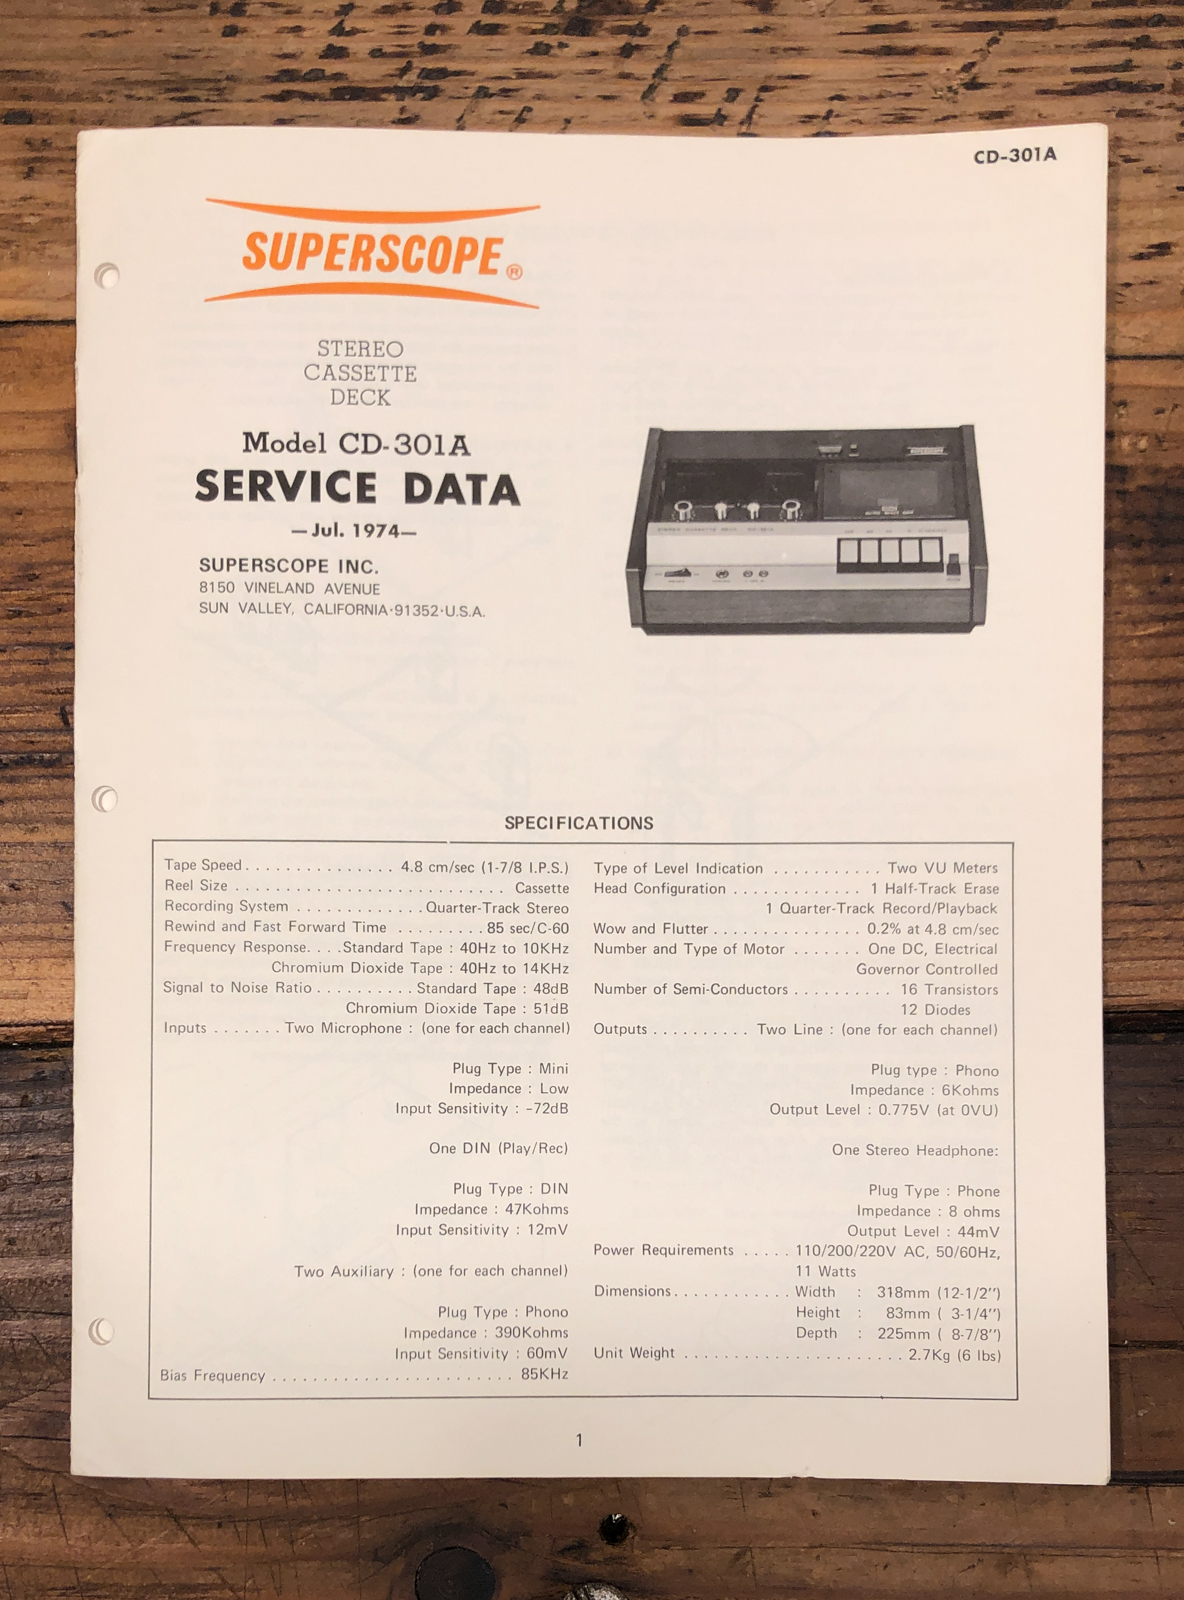 CD-301A
SUPERSCOPE®
STEREO
CASSETTE
DECK
Model CD-301A
SERVICE DATA
—Jul. 1974—
SUPERSCOPE INC.
8150 VINELAND AVENUE
SUN VALLEY, CALIFORNIA·91352·U.S.A.
SUPERSCOPE
SPECIFICATIONS
Tape Speed . . . . . . . . . . . . . . . 4.8 cm/sec (1-7/8 I.P.S.)
Reel Size . . . . . . . . . . . . . . . . . . . . . . . . . . . Cassette
Recording System . . . . . . . . . . . . . Quarter-Track Stereo
Rewind and Fast Forward Time . . . . . . . . . 85 sec/C-60
Frequency Response. . . .Standard Tape : 40Hz to 10KHz
Chromium Dioxide Tape : 40Hz to 14KHz
Signal to Noise Ratio . . . . . . . . . . Standard Tape : 48dB
Chromium Dioxide Tape : 51dB
Inputs . . . . . . . Two Microphone : (one for each channel)
Plug Type : Mini
Impedance : Low
Input Sensitivity : -72dB
One DIN (Play/Rec)
Plug Type : DIN
Impedance : 47Kohms
Input Sensitivity : 12mV
Two Auxiliary : (one for each channel)
Plug Type : Phono
Impedance : 390Kohms
Input Sensitivity : 60mV
Bias Frequency . . . . . . . . . . . . . . . . . . . . . . . . 85KHz
Type of Level Indication . . . . . . . . . . . Two VU Meters
Head Configuration . . . . . . . . . . . . . 1 Half-Track Erase
1 Quarter-Track Record/Playback
Wow and Flutter . . . . . . . . . . . . . . . 0.2% at 4.8 cm/sec
Number and Type of Motor . . . . . . . One DC, Electrical
Governor Controlled
Number of Semi-Conductors . . . . . . . . . . 16 Transistors
12 Diodes
Outputs . . . . . . . . . . Two Line : (one for each channel)
Plug type : Phono
Impedance : 6Kohms
Output Level : 0.775V (at 0VU)
One Stereo Headphone:
Plug Type : Phone
Impedance : 8 ohms
Output Level : 44mV
Power Requirements . . . . . 110/200/220V AC, 50/60Hz,
11 Watts
Dimensions . . . . . . . . . . . . Width : 318mm (12-1/2")
Height : 83mm ( 3-1/4")
Depth : 225mm ( 8-7/8")
Unit Weight . . . . . . . . . . . . . . . . . . . . . . 2.7Kg (6 lbs)
1